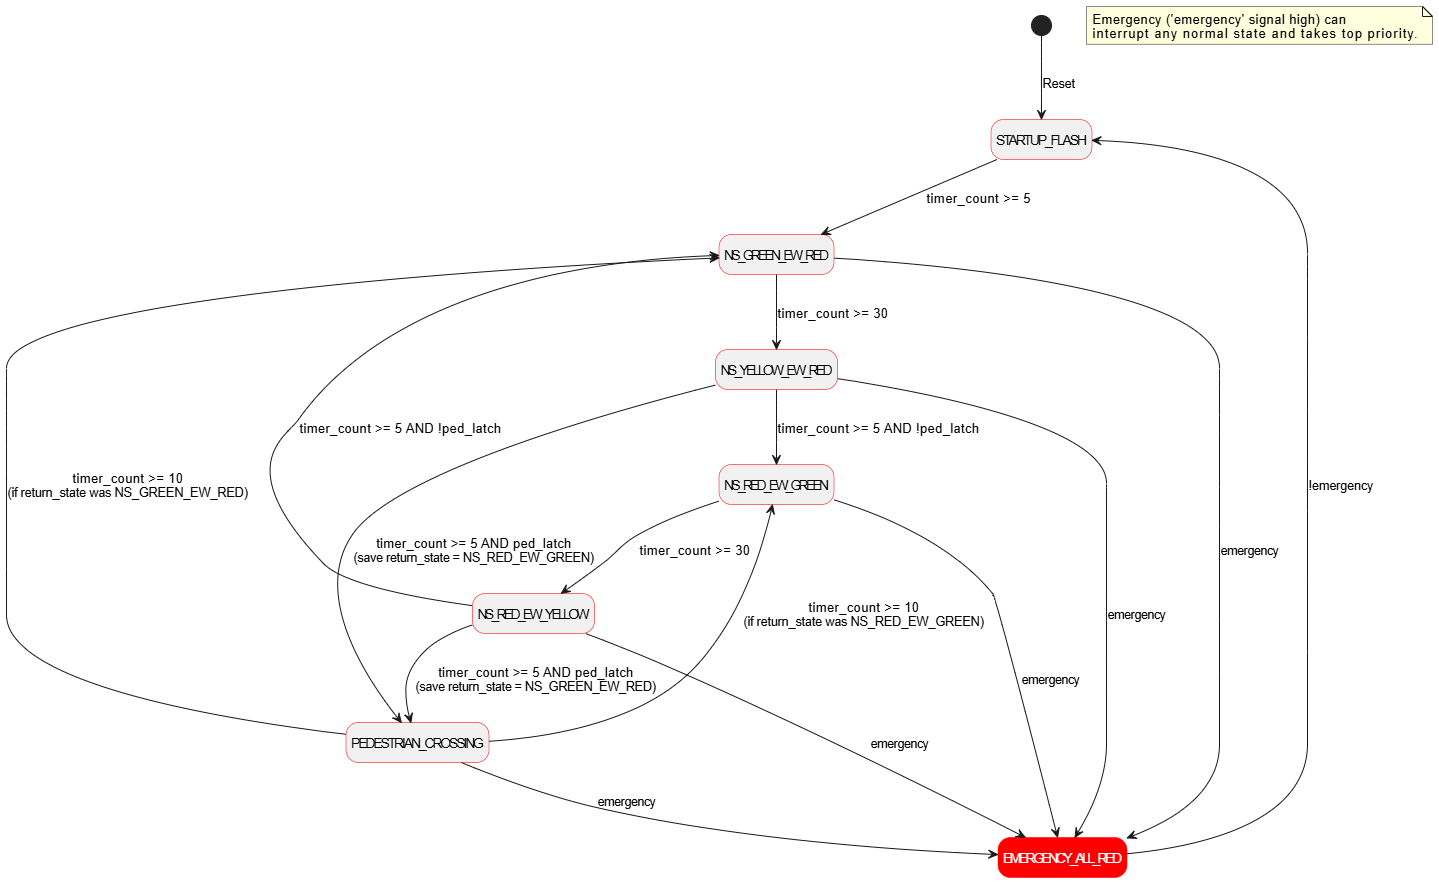 Emergency ('emergency' signal high) can
interrupt any normal state and takes top priority.
Reset
STARTUP_FLASH
timer_count >= 5
NS_GREEN_EW_RED
timer_count >= 30
NS_YELLOW_EW_RED
timer_count >= 5 AND !ped_latch
timer_count >= 5 AND !ped_latch
timer_count >= 10
(if return_state was NS_GREEN_EW_RED)
NS_RED_EW_GREEN
!emergency
timer_count >= 5 AND ped_latch
(save return_state = NS_RED_EW_GREEN)
timer_count >= 30
emergency
NS_RED_EW_YELLOW
timer_count >= 10
(if return_state was NS_RED_EW_GREEN)
emergency
timer_count >= 5 AND ped_latch
(save return_state = NS_GREEN_EW_RED)
emergency
PEDESTRIAN_CROSSING
emergency
emergency
EMERGENCY_ALL_RED